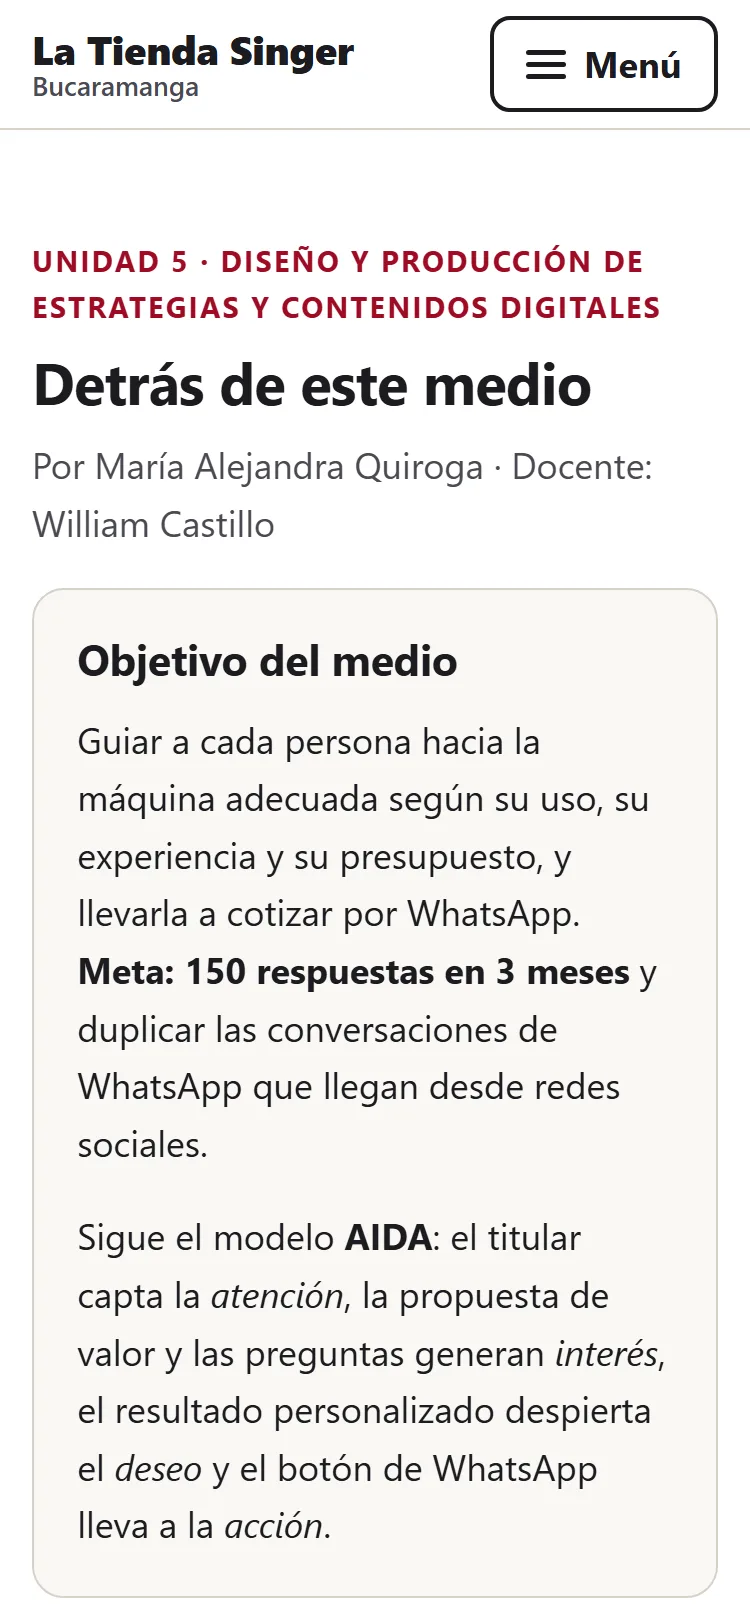 La Tienda Singer
Bucaramanga
Menú
UNIDAD 5 · DISEÑO Y PRODUCCIÓN DE
ESTRATEGIAS Y CONTENIDOS DIGITALES
Detrás de este medio
Por María Alejandra Quiroga · Docente:
William Castillo
Objetivo del medio
Guiar a cada persona hacia la
máquina adecuada según su uso, su
experiencia y su presupuesto, y
llevarla a cotizar por WhatsApp.
Meta: 150 respuestas en 3 meses y
duplicar las conversaciones de
WhatsApp que llegan desde redes
sociales.
Sigue el modelo AIDA: el titular
capta la atención, la propuesta de
valor y las preguntas generan interés,
el resultado personalizado despierta
el deseo y el botón de WhatsApp
lleva a la acción.